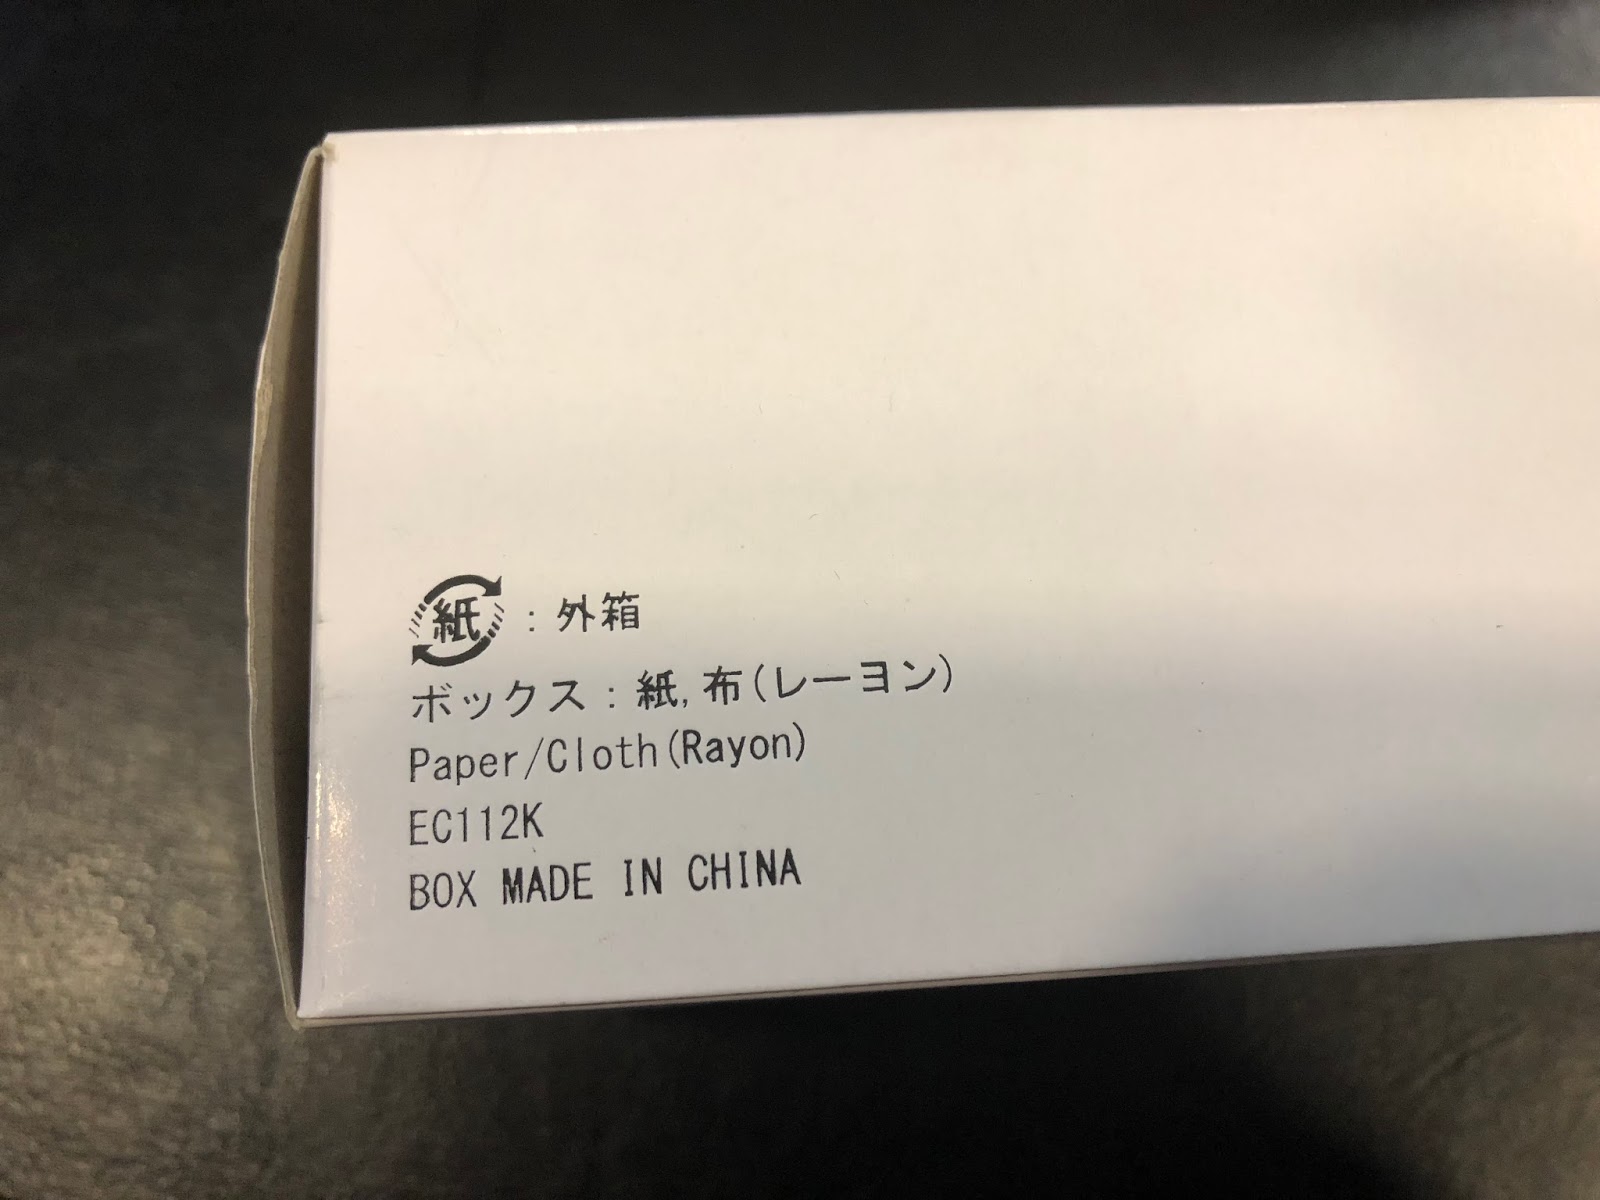 紙 : 外箱
ボックス : 紙, 布(レーヨン)
Paper/Cloth(Rayon)
EC112K
BOX MADE IN CHINA